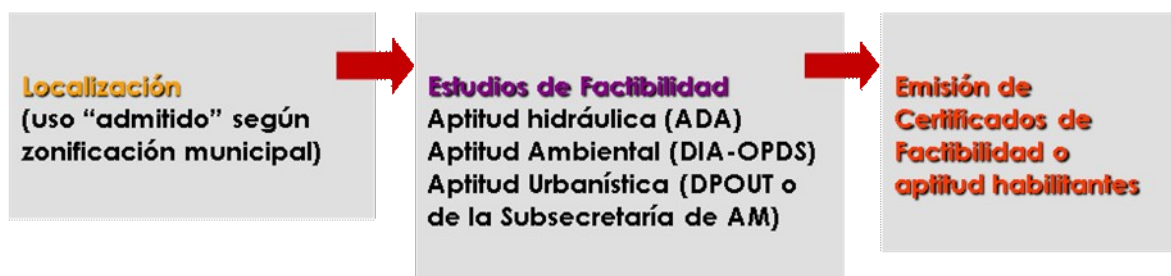 Localización
(uso “admitido” según
zonificación municipal)
Estudios de Factibilidad
Aptitud hidráulica (ADA)
Aptitud Ambiental (DIA-OPDS)
Aptitud Urbanística (DPOUT o
de la Subsecretaría de AM)
Emisión de
Certificados de
Factibilidad o
aptitud habilitantes